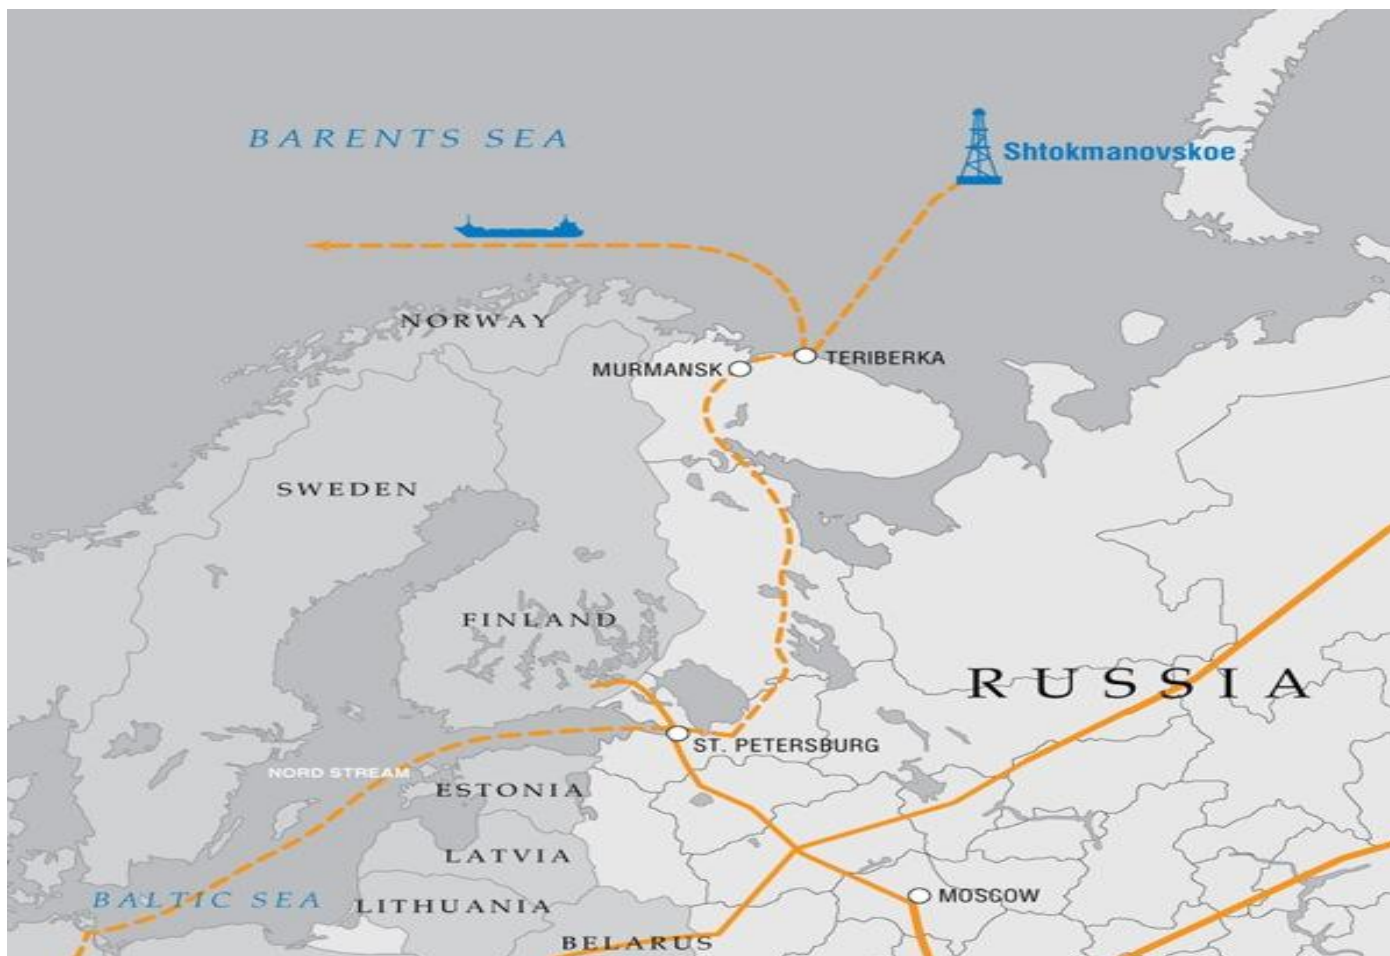 BARENTS SEA
Shtokmanovskoe
NORWAY
TERIBERKA
MURMANSK
SWEDEN
FINLAND
RUSSIA
ST. PETERSBURG
NORD STREAM
ESTONIA
LATVIA
BALTIC SEA
LITHUANIA
MOSCOW
BELARUS